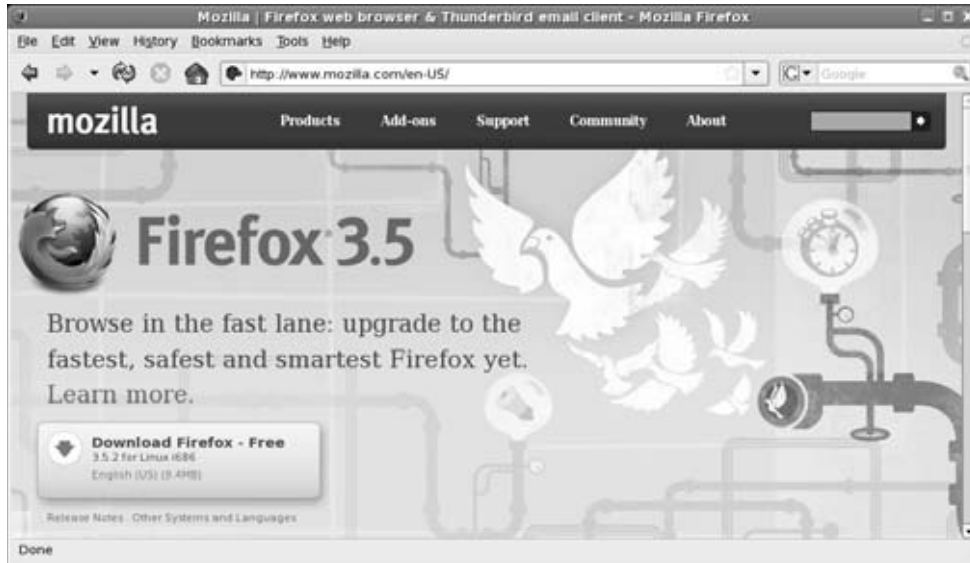 Mozilla | Firefox web browser & Thunderbird email client - Mozilla Firefox
File Edit View History Bookmarks Tools Help
http://www.mozilla.com/en-US/ Google
mozilla Products Add-ons Support Community About
Firefox 3.5
Browse in the fast lane: upgrade to the
fastest, safest and smartest Firefox yet.
Learn more.
Download Firefox - Free
3.5.2 for Linux i686
English (US) (9.4MB)
Release Notes Other Systems and Languages
Done